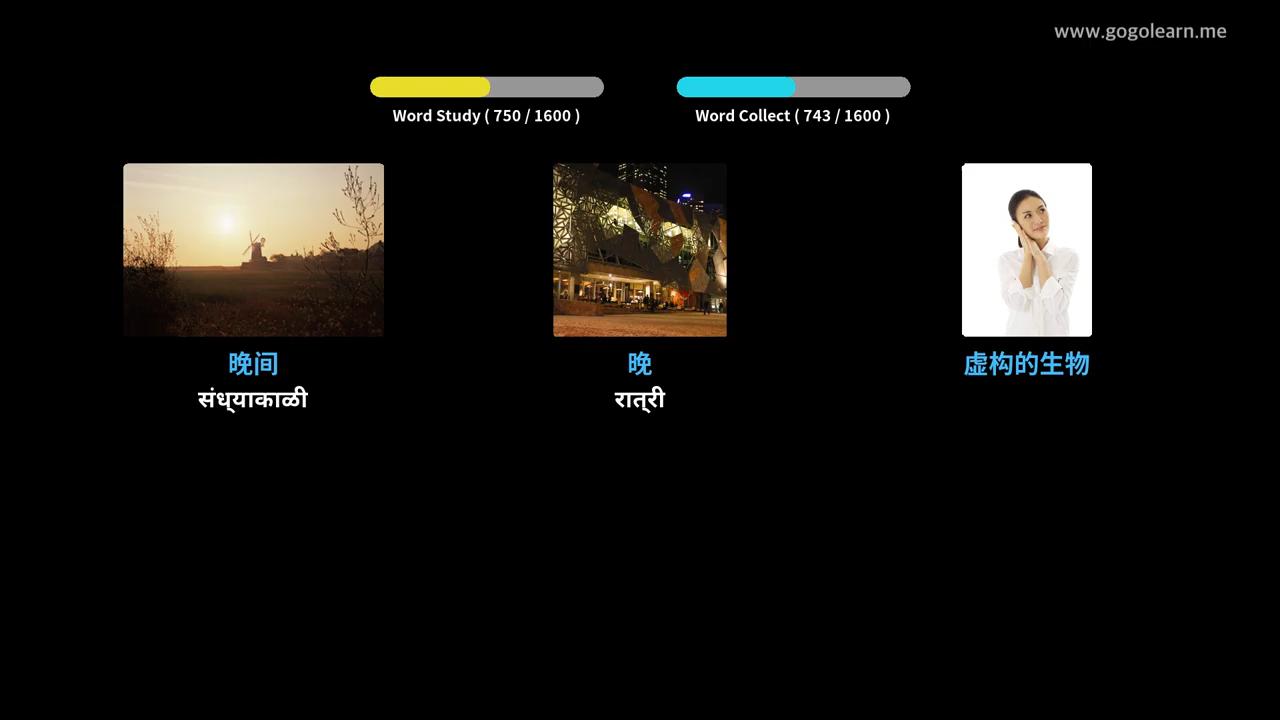 www.gogolearn.me
Word Study ( 750 / 1600 )
Word Collect ( 743 / 1600 )
晚间
संध्याकाळी
晚
रात्री
虚构的生物